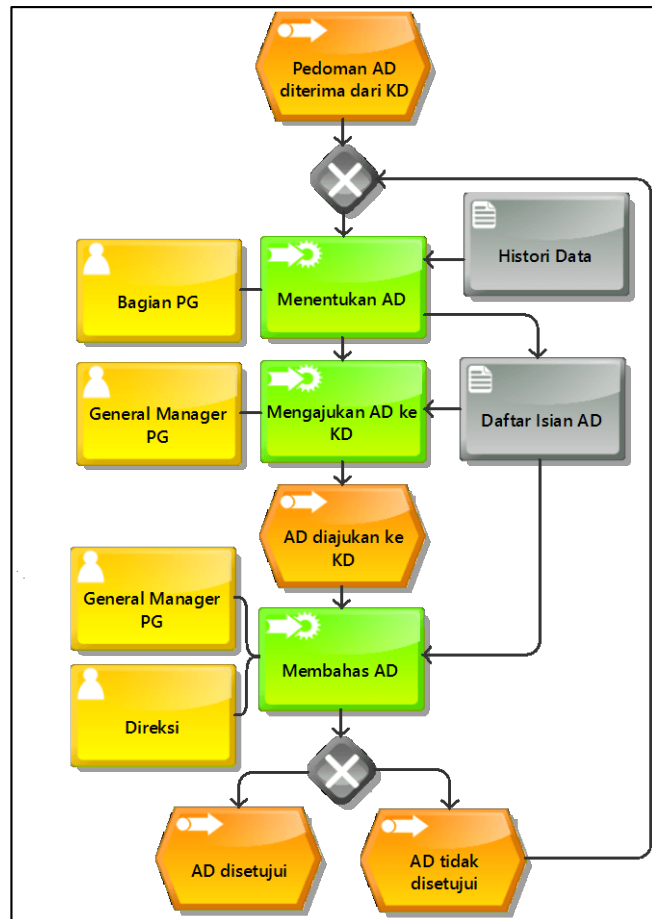 Pedoman AD
diterima dari KD
Histori Data
Bagian PG
Menentukan AD
General Manager
PG
Mengajukan AD ke
KD
Daftar Isian AD
AD diajukan ke
KD
General Manager
PG
Membahas AD
Direksi
AD disetujui
AD tidak
disetujui